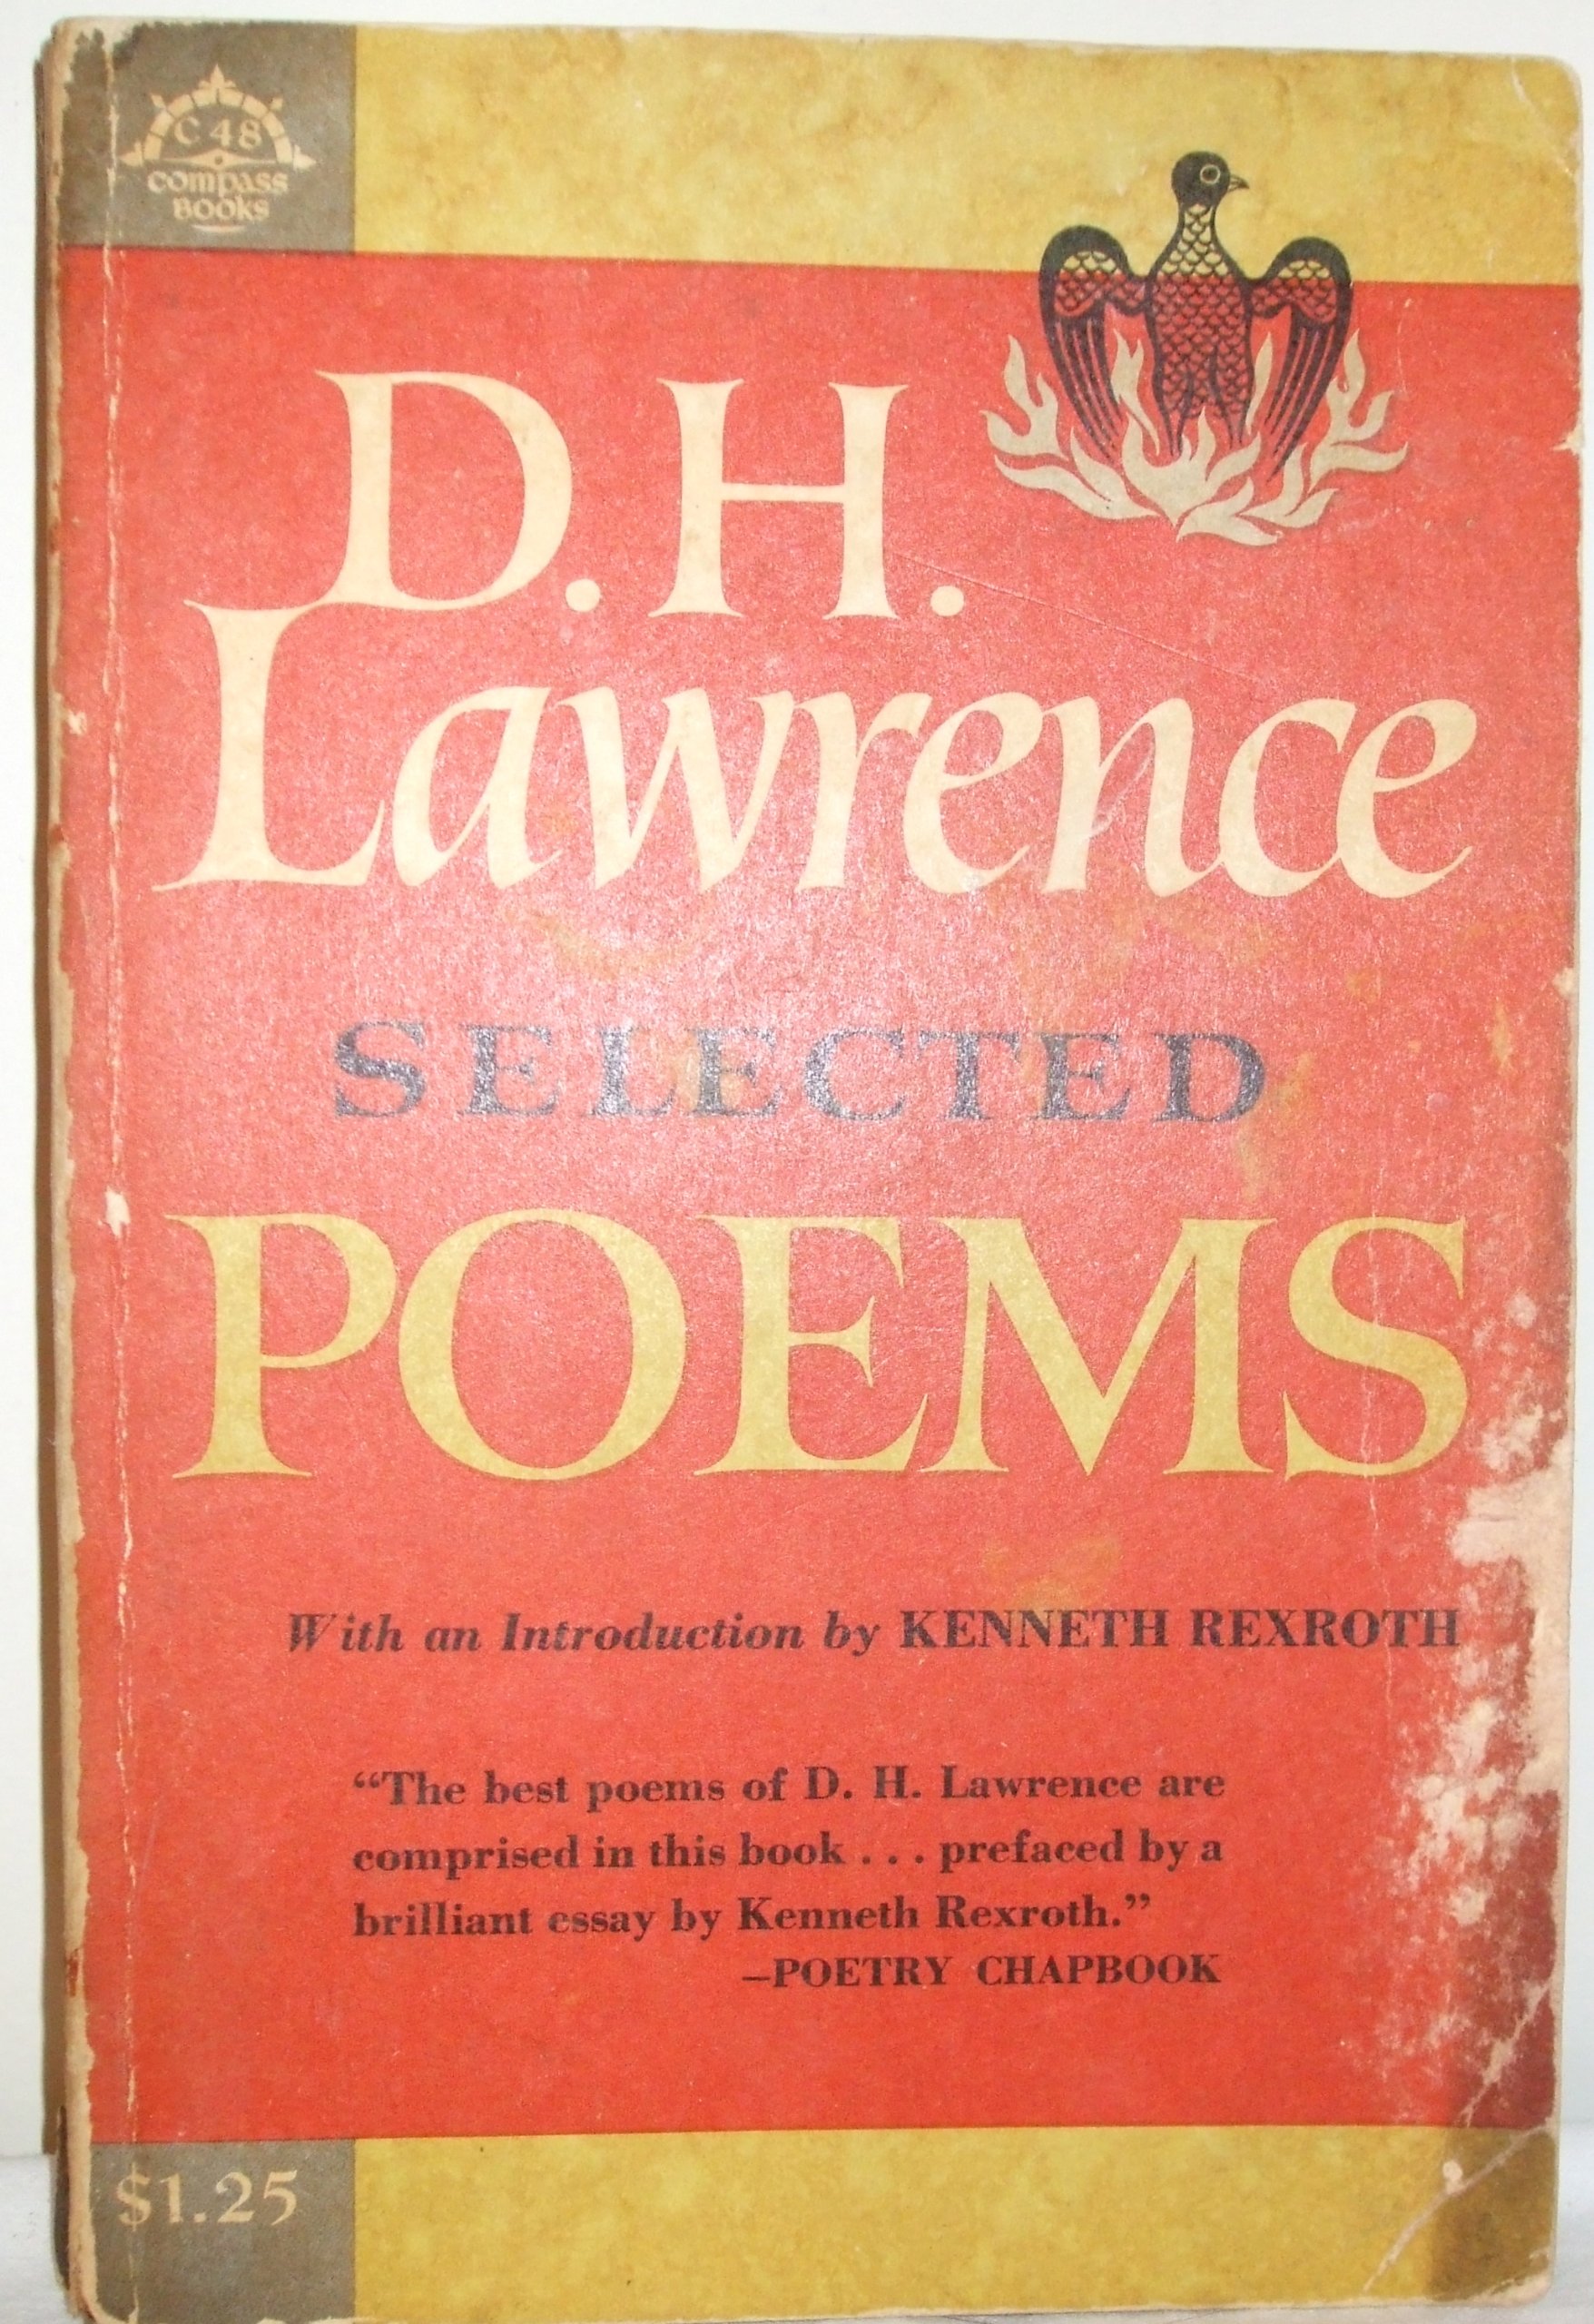 C 48
compass
BOOKS
D. H.
Lawrence
SELECTED
POEMS
With an Introduction by KENNETH REXROTH
“The best poems of D. H. Lawrence are
comprised in this book . . . prefaced by a
brilliant essay by Kenneth Rexroth.”
–POETRY CHAPBOOK
$1.25